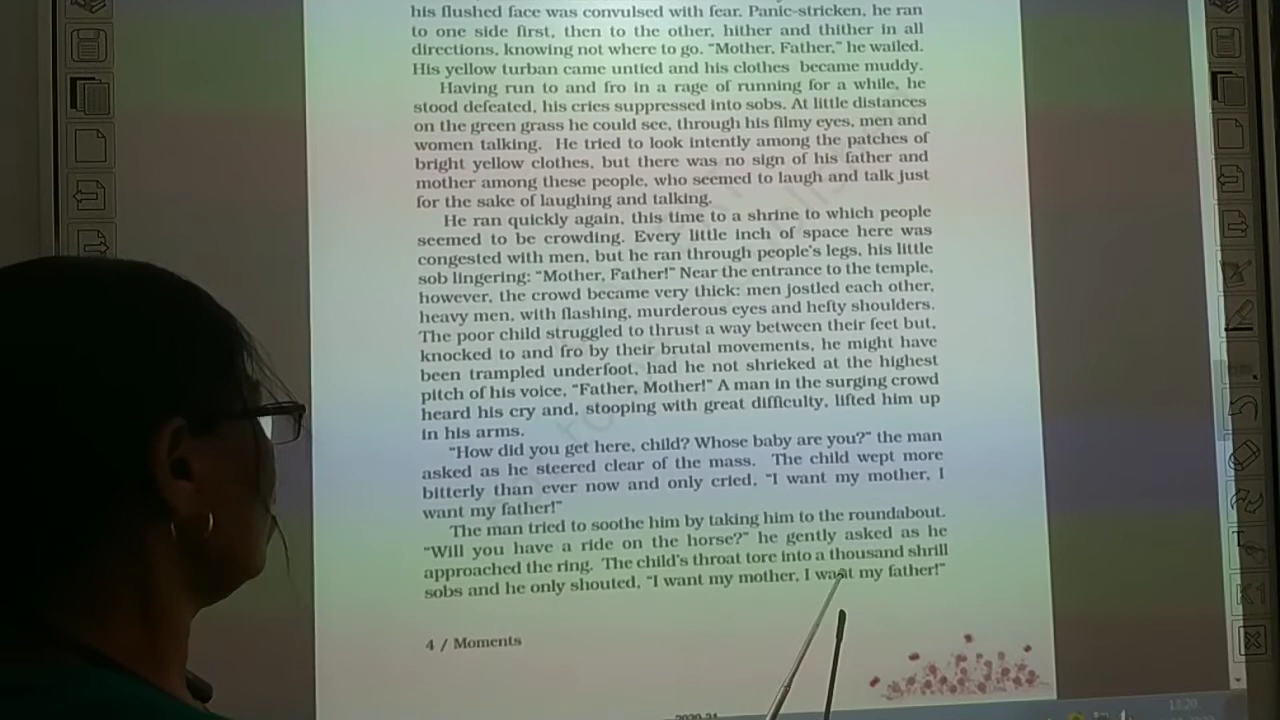 his flushed face was convulsed with fear. Panic-stricken, he ran
to one side first, then to the other, hither and thither in all
directions, knowing not where to go. “Mother, Father,” he wailed.
His yellow turban came untied and his clothes became muddy.
Having run to and fro in a rage of running for a while, he
stood defeated, his cries suppressed into sobs. At little distances
on the green grass he could see, through his filmy eyes, men and
women talking. He tried to look intently among the patches of
bright yellow clothes, but there was no sign of his father and
mother among these people, who seemed to laugh and talk just
for the sake of laughing and talking.
He ran quickly again, this time to a shrine to which people
seemed to be crowding. Every little inch of space here was
congested with men, but he ran through people’s legs, his little
sob lingering: “Mother, Father!” Near the entrance to the temple,
however, the crowd became very thick: men jostled each other,
heavy men, with flashing, murderous eyes and hefty shoulders.
The poor child struggled to thrust a way between their feet but,
knocked to and fro by their brutal movements, he might have
been trampled underfoot, had he not shrieked at the highest
pitch of his voice, “Father, Mother!” A man in the surging crowd
heard his cry and, stooping with great difficulty, lifted him up
in his arms.
“How did you get here, child? Whose baby are you?” the man
asked as he steered clear of the mass. The child wept more
bitterly than ever now and only cried, “I want my mother, I
want my father!”
The man tried to soothe him by taking him to the roundabout.
“Will you have a ride on the horse?” he gently asked as he
approached the ring. The child’s throat tore into a thousand shrill
sobs and he only shouted, “I want my mother, I want my father!”
4 / Moments
2020-21
13:20